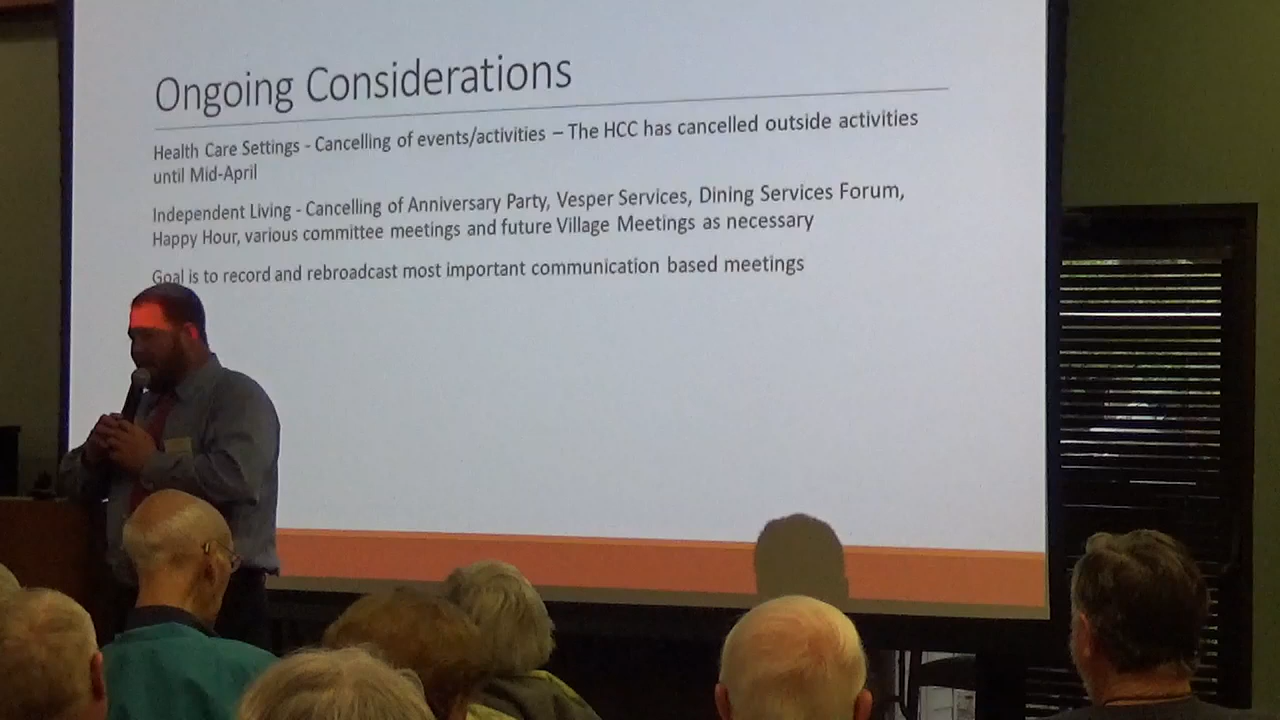 Ongoing Considerations
Health Care Settings - Cancelling of events/activities – The HCC has cancelled outside activities
until Mid-April
Independent Living - Cancelling of Anniversary Party, Vesper Services, Dining Services Forum,
Happy Hour, various committee meetings and future Village Meetings as necessary
Goal is to record and rebroadcast most important communication based meetings